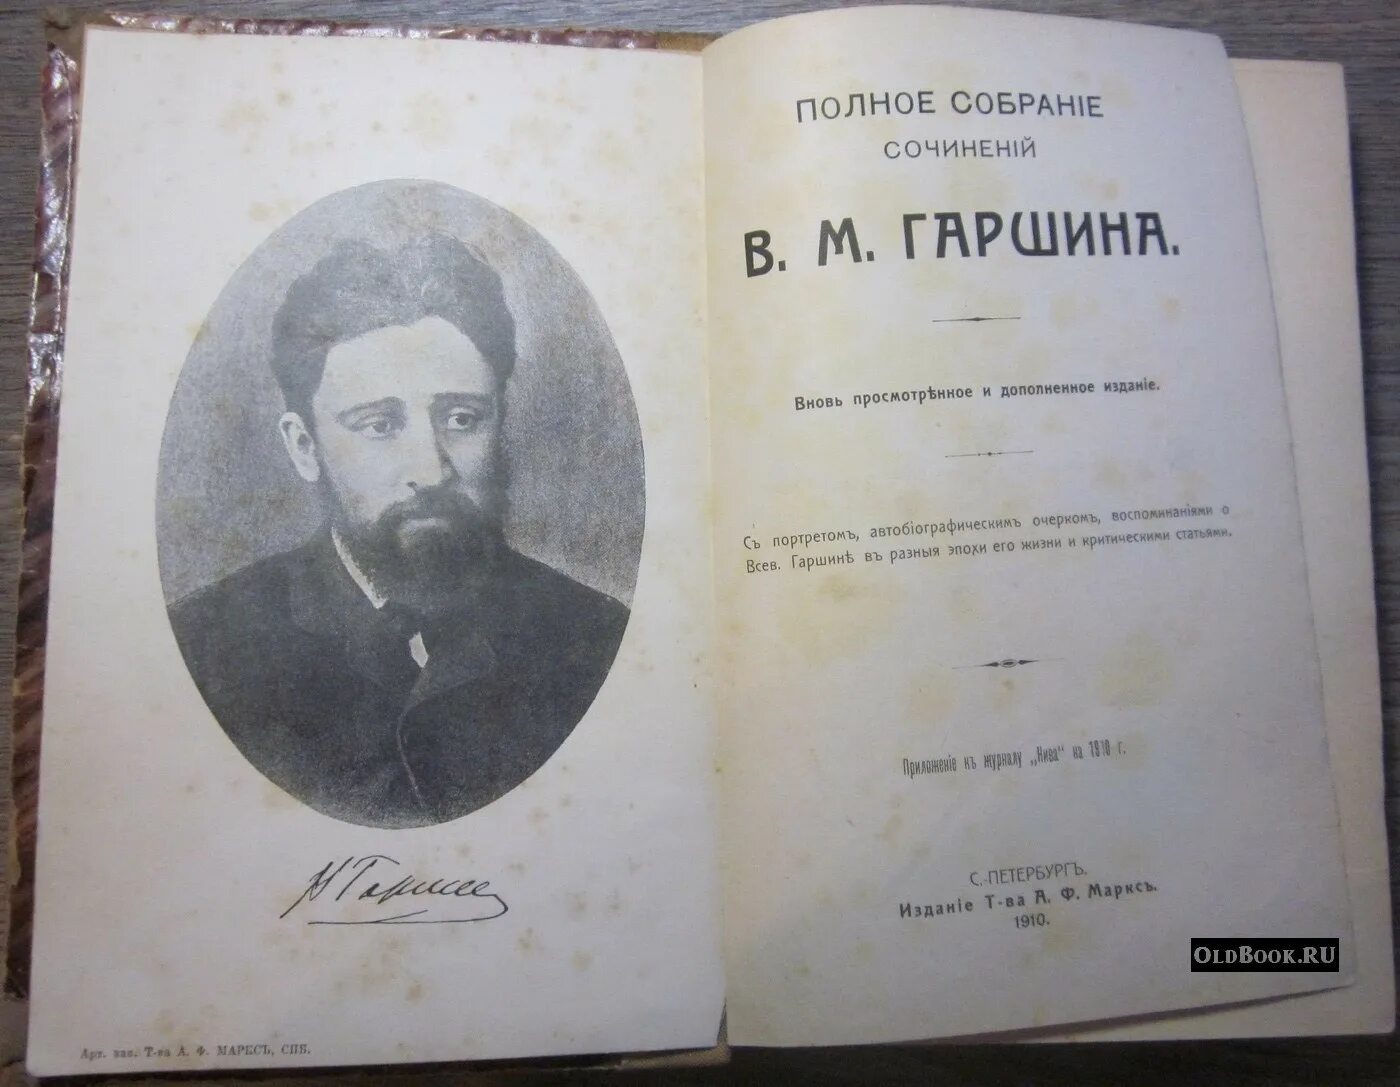 Гаршин
Арт. зав. Т-ва А. Ф. МАРКСЪ, СПБ.
ПОЛНОЕ СОБРАНІЕ
СОЧИНЕНІЙ
В. М. ГАРШИНА.
Вновь просмотрѣнное и дополненное изданіе.
Съ портретомъ, автобіографическимъ очеркомъ, воспоминаніями о
Всев. Гаршинѣ въ разныя эпохи его жизни и критическими статьями.
Приложеніе къ журналу „Нива“ на 1910 г.
С.-ПЕТЕРБУРГЪ.
Изданіе Т-ва А. Ф. Марксъ.
1910.
OLDBOOK.RU